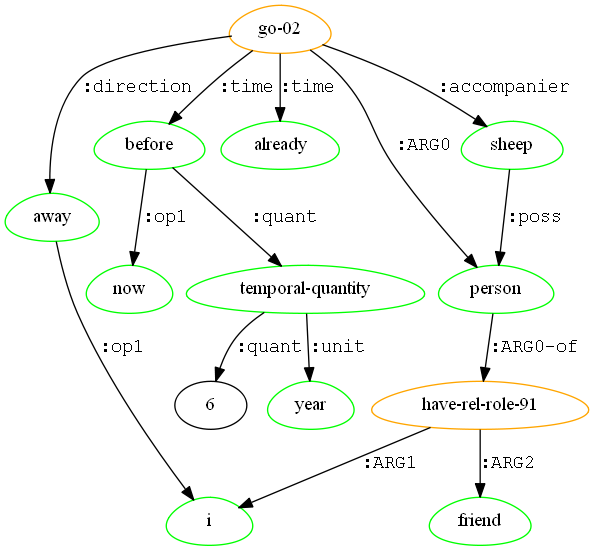 go-02
:direction
:time
:time
:accompanier
before
already
:ARG0
sheep
away
:op1
:quant
:poss
now
temporal-quantity
person
:op1
:quant
:unit
:ARG0-of
6
year
have-rel-role-91
:ARG1
:ARG2
i
friend